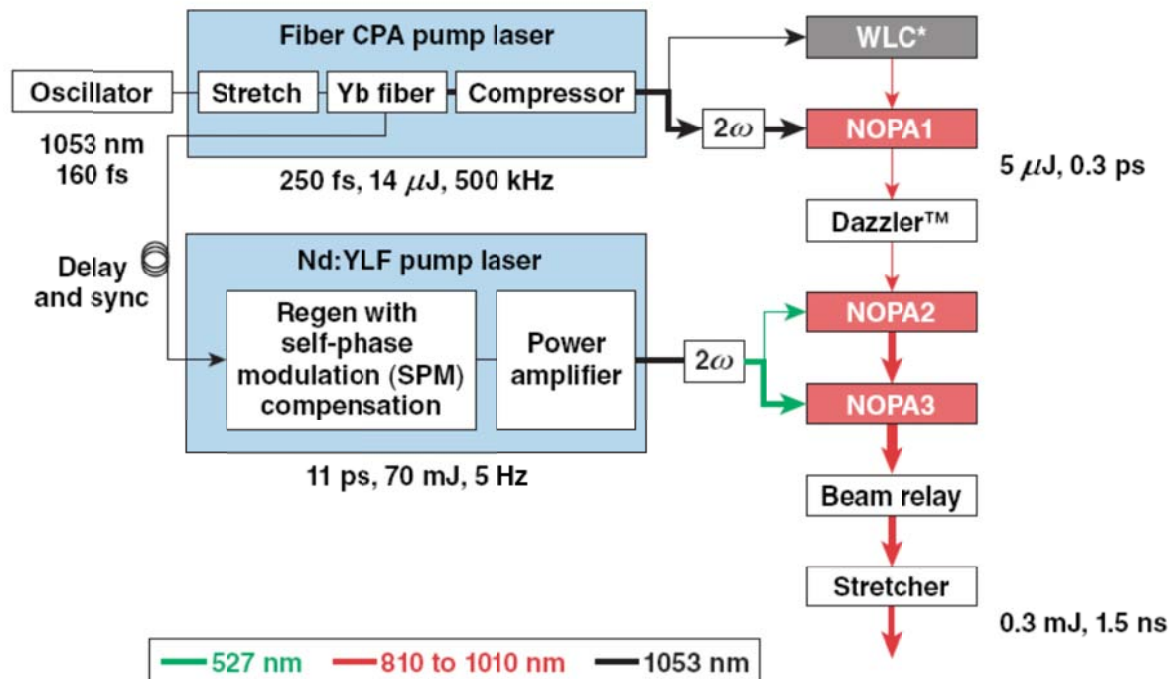 Fiber CPA pump laser
Oscillator
Stretch
Yb fiber
Compressor
1053 nm
160 fs
250 fs, 14 μJ, 500 kHz
2ω
WLC*
NOPA1
5 μJ, 0.3 ps
Dazzler™
Delay
and sync
Nd:YLF pump laser
Regen with
self-phase
modulation (SPM)
compensation
Power
amplifier
11 ps, 70 mJ, 5 Hz
2ω
NOPA2
NOPA3
Beam relay
Stretcher
0.3 mJ, 1.5 ns
527 nm
810 to 1010 nm
1053 nm